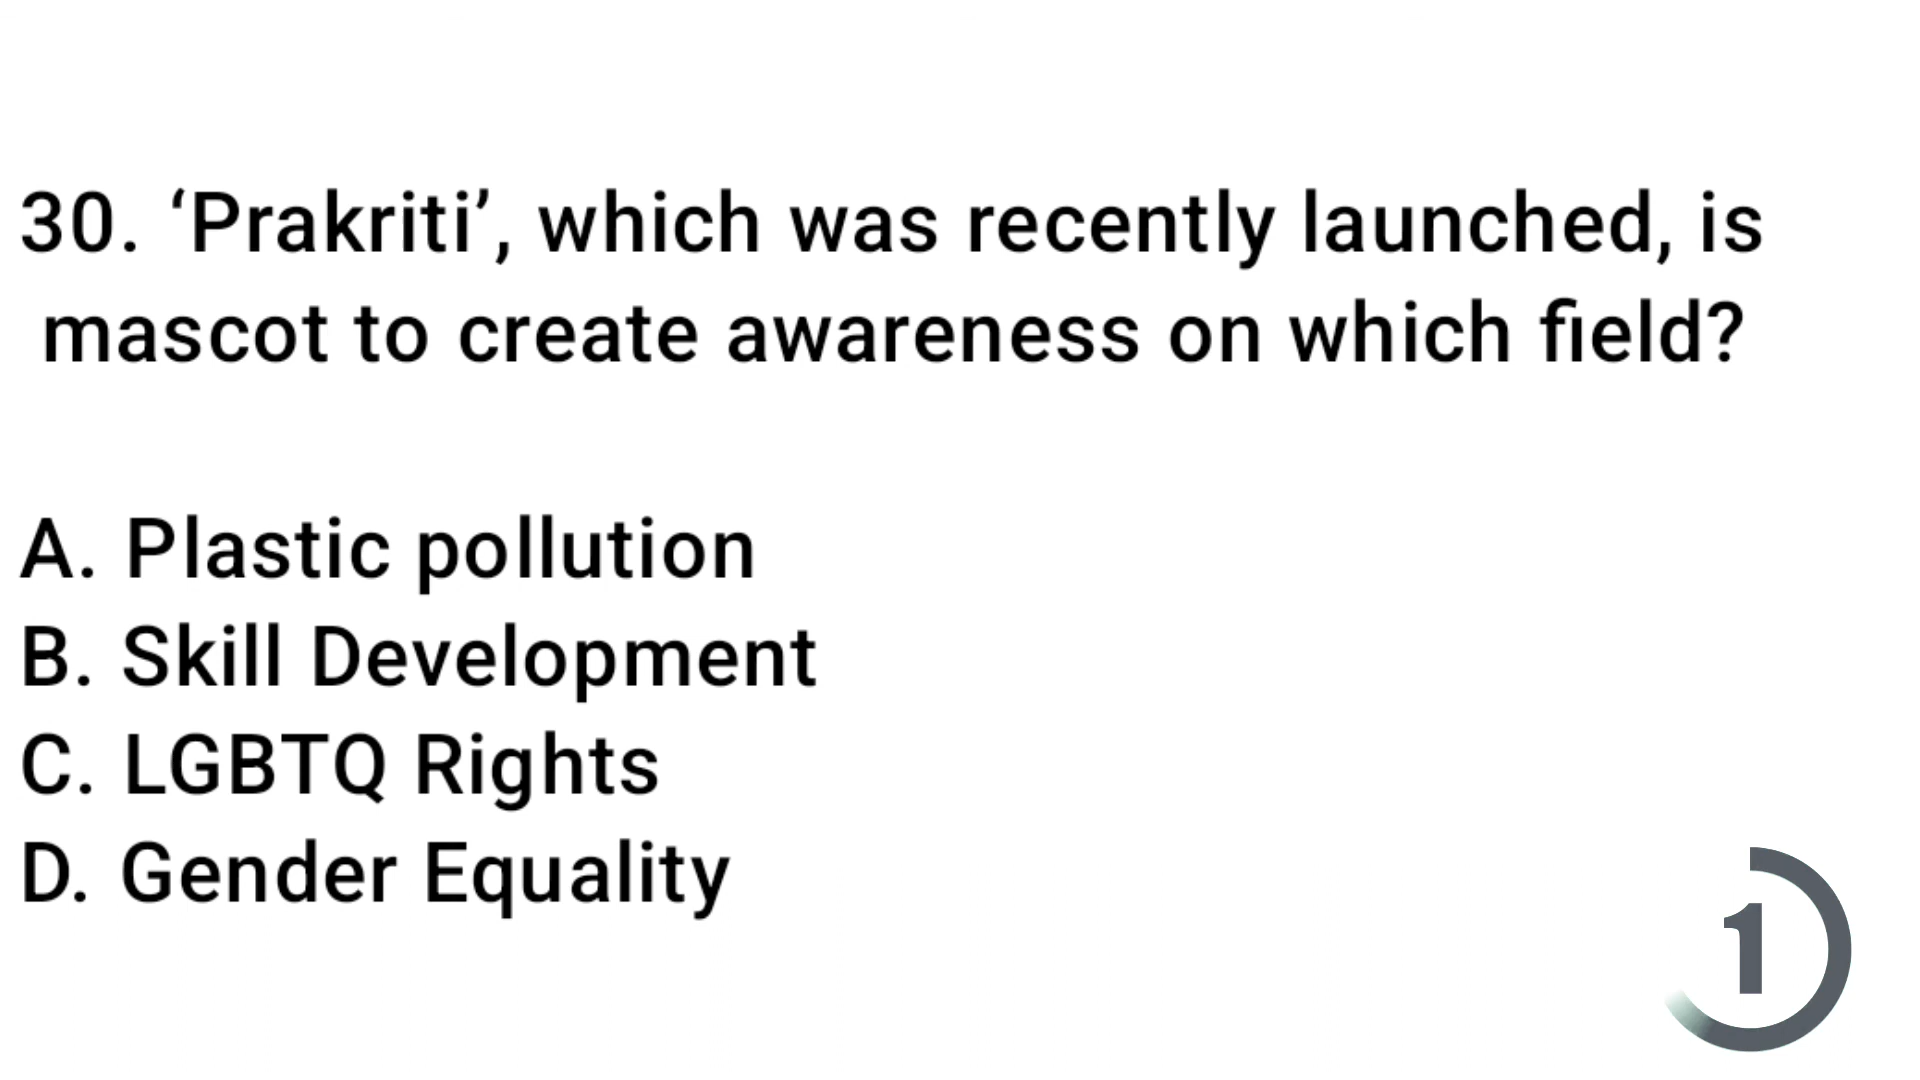 30. ‘Prakriti’, which was recently launched, is
mascot to create awareness on which field?
A. Plastic pollution
B. Skill Development
C. LGBTQ Rights
D. Gender Equality
1